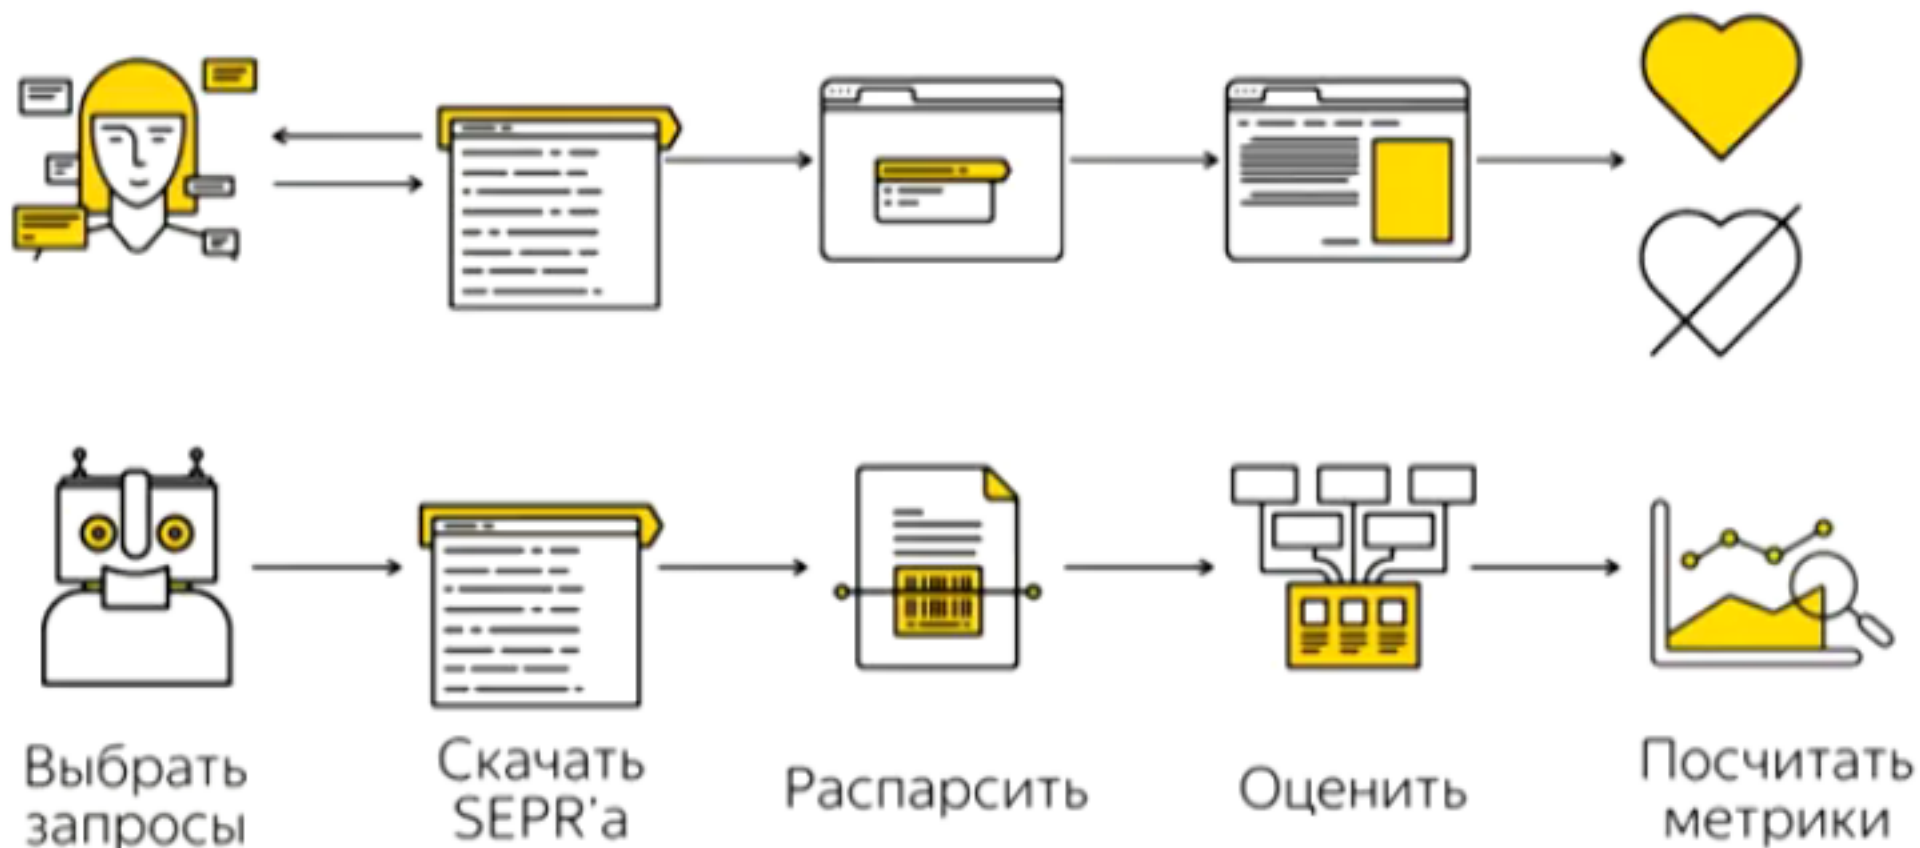 Выбрать
запросы
Скачать
SEPR'а
Распарсить
Оценить
Посчитать
метрики